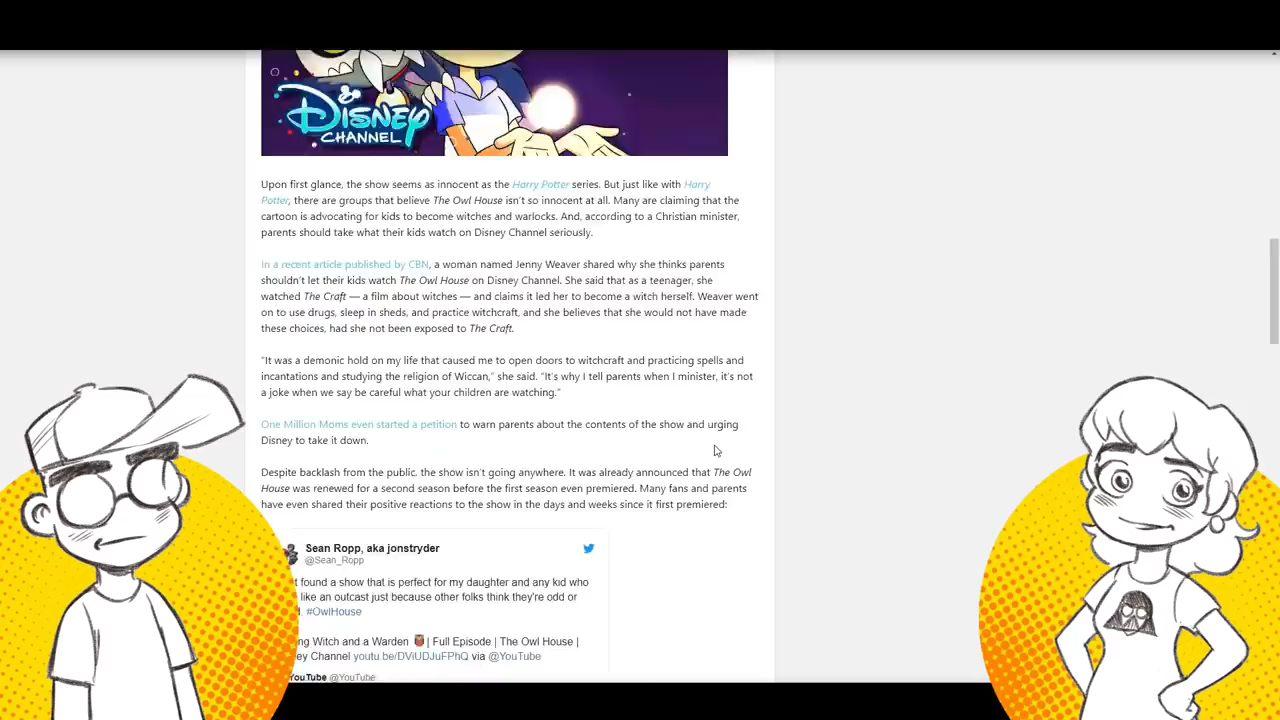 Disney
CHANNEL
Upon first glance, the show seems as innocent as the Harry Potter series. But just like with Harry
Potter, there are groups that believe The Owl House isn't so innocent at all. Many are claiming that the
cartoon is advocating for kids to become witches and warlocks. And, according to a Christian minister,
parents should take what their kids watch on Disney Channel seriously.
In a recent article published by CBN, a woman named Jenny Weaver shared why she thinks parents
shouldn't let their kids watch The Owl House on Disney Channel. She said that as a teenager, she
watched The Craft — a film about witches — and claims it led her to become a witch herself. Weaver went
on to use drugs, sleep in sheds, and practice witchcraft, and she believes that she would not have made
these choices, had she not been exposed to The Craft.
“It was a demonic hold on my life that caused me to open doors to witchcraft and practicing spells and
incantations and studying the religion of Wiccan,” she said. “It's why I tell parents when I minister, it's not
a joke when we say be careful what your children are watching.”
One Million Moms even started a petition to warn parents about the contents of the show and urging
Disney to take it down.
Despite backlash from the public, the show isn't going anywhere. It was already announced that The Owl
House was renewed for a second season before the first season even premiered. Many fans and parents
have even shared their positive reactions to the show in the days and weeks since it first premiered:
Sean Ropp, aka jonstryder
@Sean_Ropp
found a show that is perfect for my daughter and any kid who
like an outcast just because other folks think they're odd or
#OwlHouse
Witch and a Warden 🦉| Full Episode | The Owl House |
Channel youtu.be/DViUDJuFPhQ via @YouTube
YouTube @YouTube